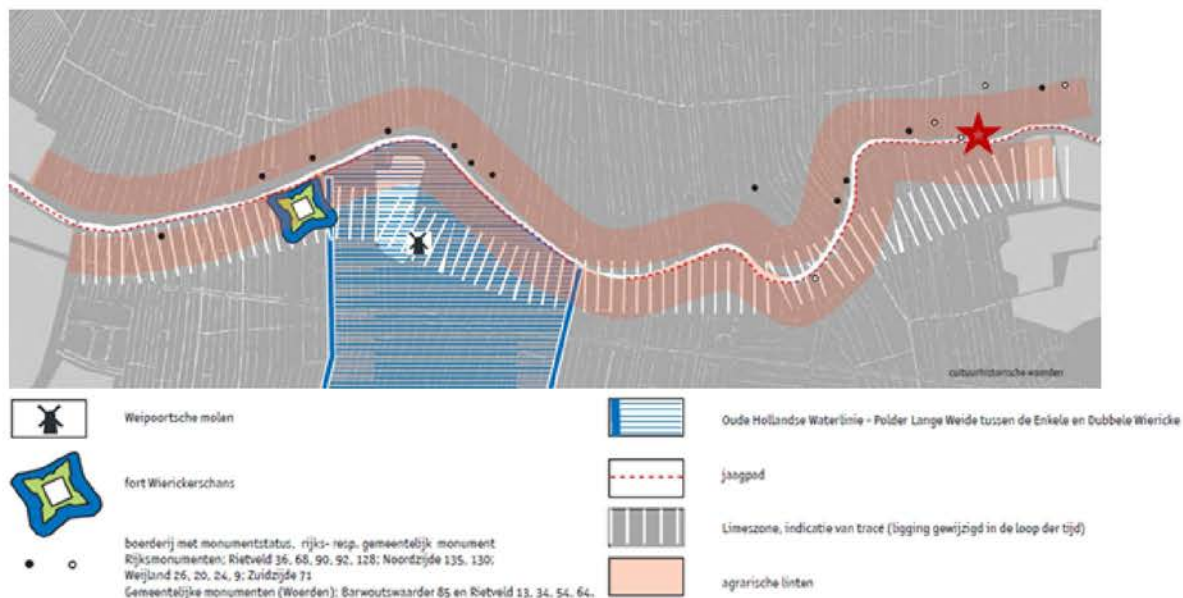 cultuurhistorische waarden
Weipoortsche molen
fort Wierickerschans
boerderij met monumentstatus, rijks- resp. gemeentelijk monument
Rijksmonumenten: Rietveld 36, 68, 90, 92, 128; Noordzijde 135, 130;
Weijland 26, 20, 24, 9; Zuidzijde 71
Gemeentelijke monumenten (Woerden): Barwoutswaarder 85 en Rietveld 13, 34, 54, 64.
Oude Hollandse Waterlinie - Polder Lange Weide tussen de Enkele en Dubbele Wiericke
jaagpad
Limeszone, indicatie van tracé (ligging gewijzigd in de loop der tijd)
agrarische linten